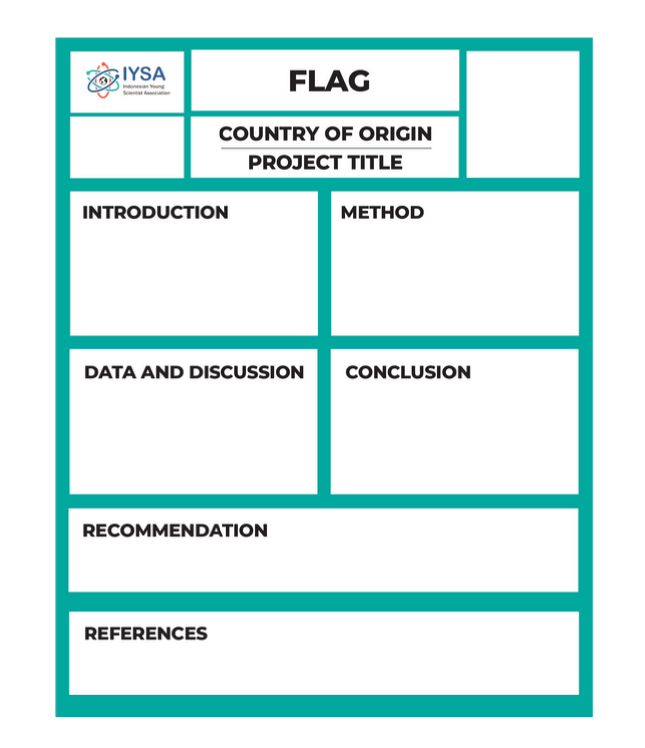 IYSA
Indonesian Young
Scientist Association
FLAG
COUNTRY OF ORIGIN
PROJECT TITLE
INTRODUCTION
METHOD
DATA AND DISCUSSION
CONCLUSION
RECOMMENDATION
REFERENCES